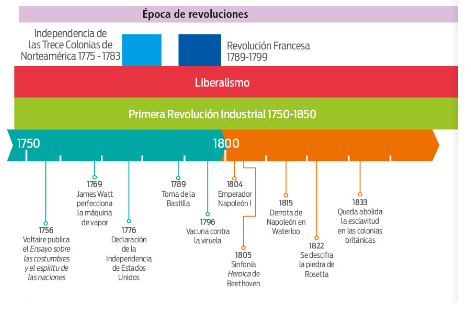 Época de revoluciones
Independencia de
las Trece Colonias de
Norteamérica 1775 - 1783
Revolución Francesa
1789-1799
Liberalismo
Primera Revolución Industrial 1750-1850
1750
1800
1769
James Watt
perfecciona
la máquina
de vapor
1789
Toma de la
Bastilla
1804
Emperador
Napoleón I
1815
Derrota de
Napoleón en
Waterloo
1833
Queda abolida
la esclavitud
en las colonias
británicas
1756
Voltaire publica
el Ensayo sobre
las costumbres
y el espíritu de
las naciones
1776
Declaración
de la
Independencia
de Estados
Unidos
1796
Vacuna contra
la viruela
1805
Sinfonía
Heroica de
Beethoven
1822
Se descifra
la piedra de
Rosetta